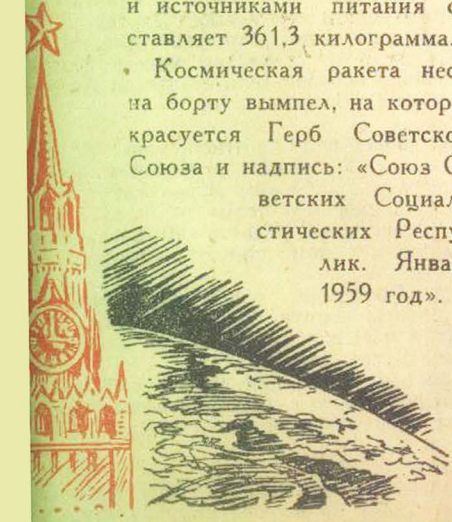 и источниками питания с
ставляет 361,3 килограмма.
Космическая ракета нес
на борту вымпел, на котор
красуется Герб Советско
Союза и надпись: «Союз С
ветских Социал
стических Респу
лик. Янва
1959 год».